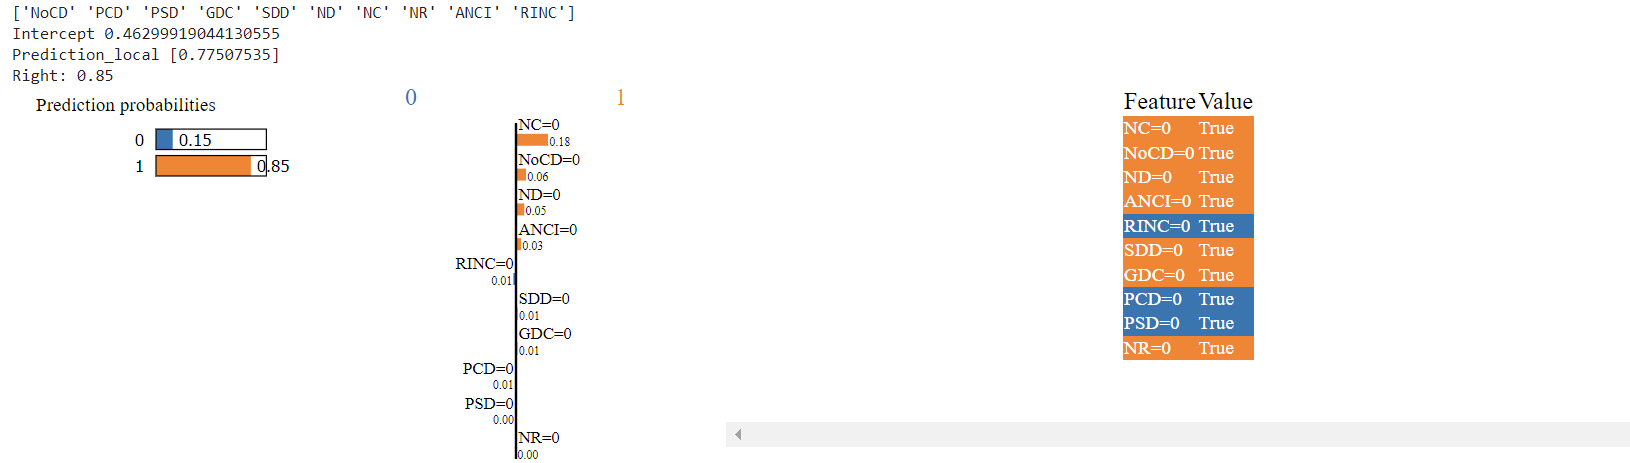 ['NoCD' 'PCD' 'PSD' 'GDC' 'SDD' 'ND' 'NC' 'NR' 'ANCI' 'RINC']
Intercept 0.46299919044130555
Prediction_local [0.77507535]
Right: 0.85
Prediction probabilities
0 0.15
1 0.85
0 1
NC=0
0.18
NoCD=0
0.06
ND=0
0.05
ANCI=0
0.03
RINC=0
0.01
SDD=0
0.01
GDC=0
0.01
PCD=0
0.01
PSD=0
0.00
NR=0
0.00
Feature Value
NC=0 True
NoCD=0 True
ND=0 True
ANCI=0 True
RINC=0 True
SDD=0 True
GDC=0 True
PCD=0 True
PSD=0 True
NR=0 True